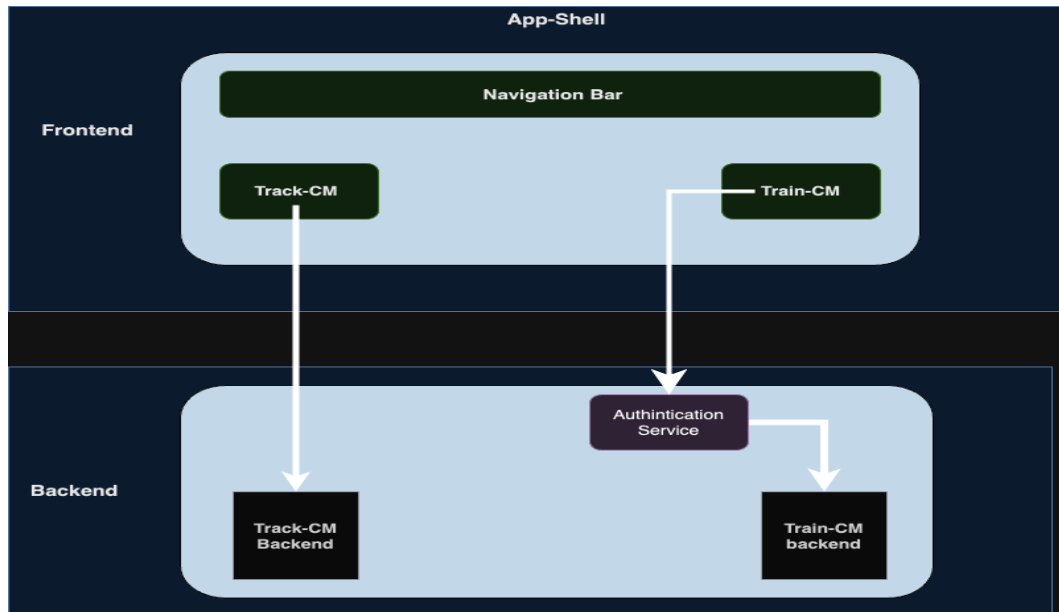 App-Shell
Navigation Bar
Frontend
Track-CM
Train-CM
Authintication
Service
Backend
Track-CM
Backend
Train-CM
backend